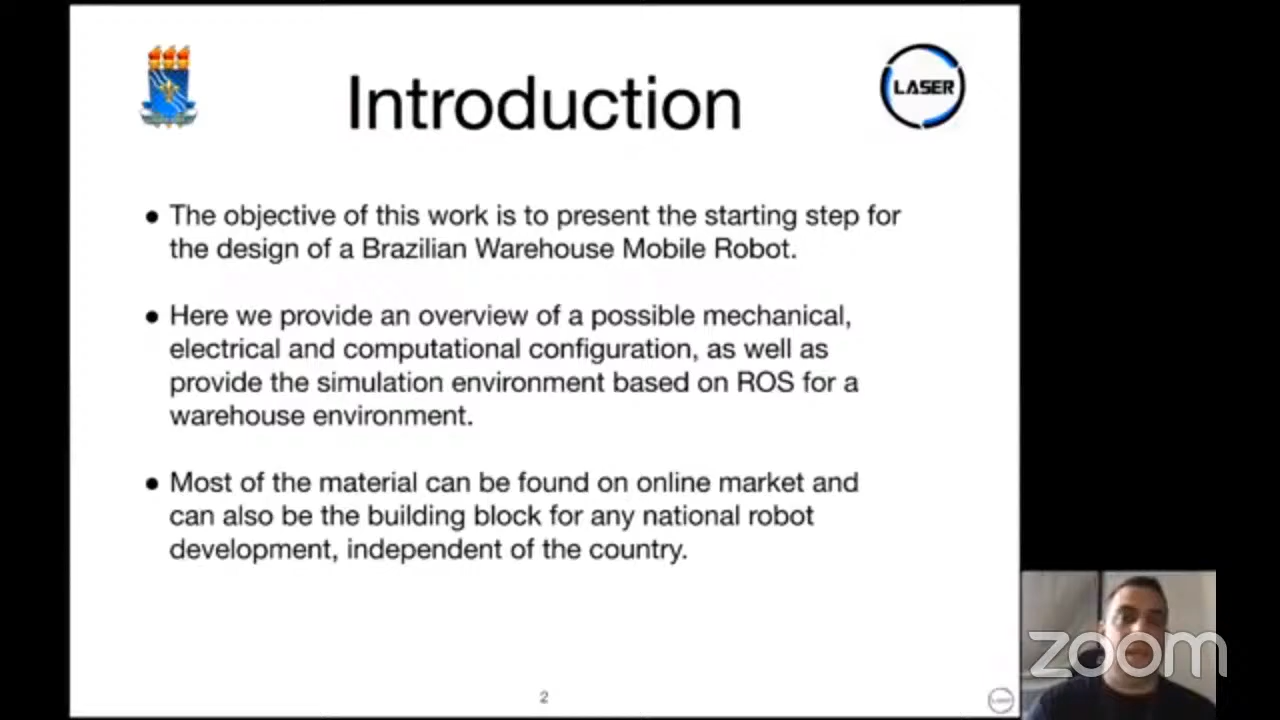 LASER
Introduction
● The objective of this work is to present the starting step for
the design of a Brazilian Warehouse Mobile Robot.
● Here we provide an overview of a possible mechanical,
electrical and computational configuration, as well as
provide the simulation environment based on ROS for a
warehouse environment.
● Most of the material can be found on online market and
can also be the building block for any national robot
development, independent of the country.
2
LASER
zoom